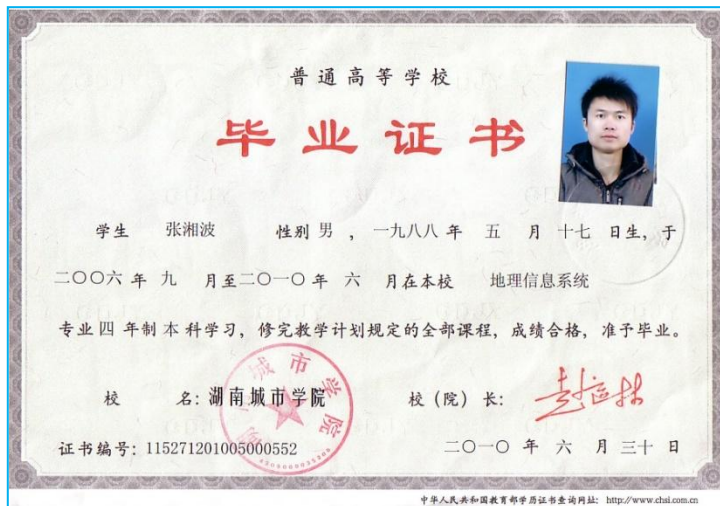 普通高等学校
毕业证书
学生 张湘波 性别 男 ，一九八八 年 五 月 十七 日生，于
二〇〇六 年 九 月至二〇一〇年 六 月在本校 地理信息系统
专业 四 年制 本 科学习，修完教学计划规定的全部课程，成绩合格，准予毕业。
校 名：湖南城市学院
校（院）长：
证书编号：115271201005000552
二〇一〇 年 六 月 三十 日
中华人民共和国教育部学历证书查询网址：http://www.chsi.com.cn